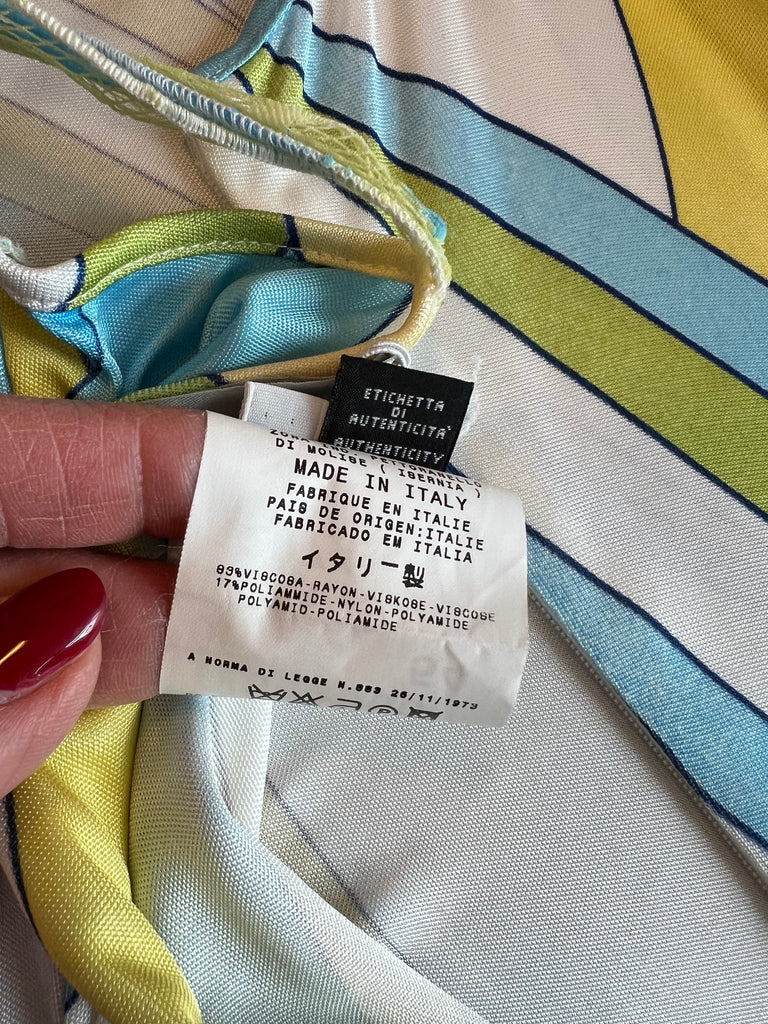 ETICHETTA
DI
AUTENTICITA'
AUTHENTICITY
DI MOLISE ( ISERNIA )
MADE IN ITALY
FABRIQUE EN ITALIE
PAIS DE ORIGEN:ITALIE
FABRICADO EM ITALIA
イタリー製
83%VISCOSA-RAYON-VISKOSE-VISCOSE
17%POLIAMMIDE-NYLON-POLYAMIDE
POLYAMID-POLIAMIDE
A NORMA DI LEGGE N.883 26/11/1973